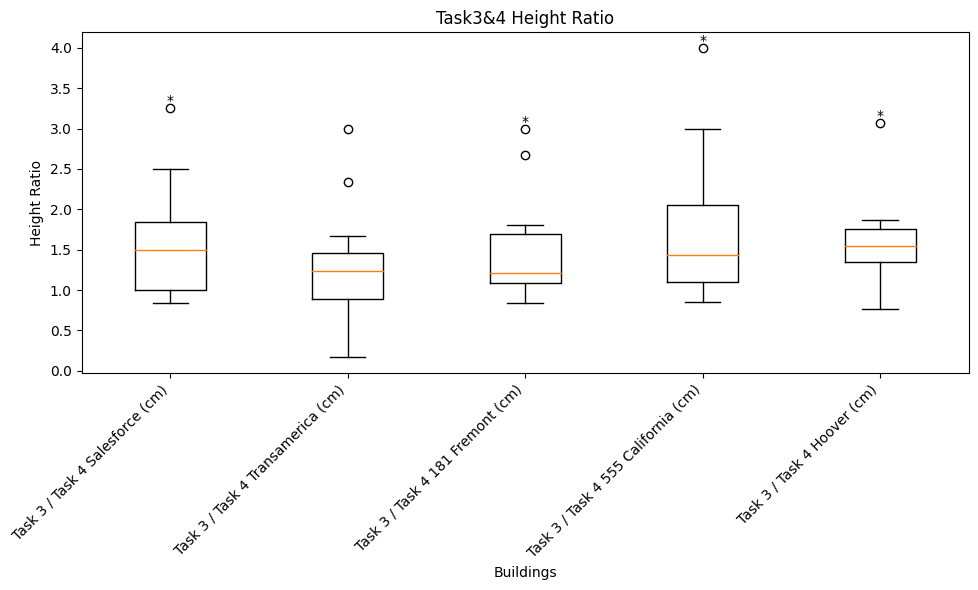 Task3&4 Height Ratio
Height Ratio
4.0
3.5
3.0
2.5
2.0
1.5
1.0
0.5
0.0
*
*
*
*
Task 3 / Task 4 Salesforce (cm)
Task 3 / Task 4 Transamerica (cm)
Task 3 / Task 4 181 Fremont (cm)
Task 3 / Task 4 555 California (cm)
Task 3 / Task 4 Hoover (cm)
Buildings